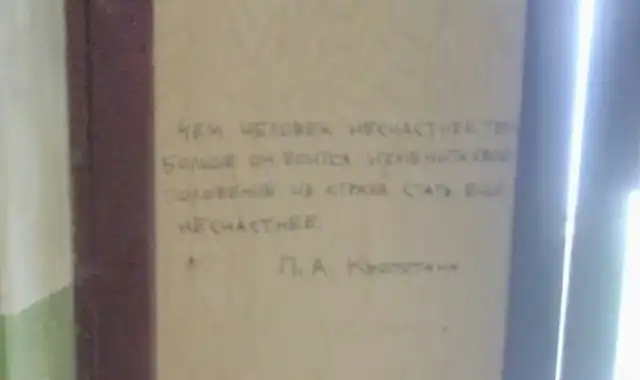 ЧЕМ ЧЕЛОВЕК НЕСЧАСТНЕЕ ТЕМ
БОЛЬШЕ ОН БОИТСЯ ИЗМЕНИТЬ СВОЕ
ПОЛОЖЕНИЕ ИЗ СТРАХА СТАТЬ ЕЩЕ
НЕСЧАСТНЕЕ.
П. А. Кропоткин